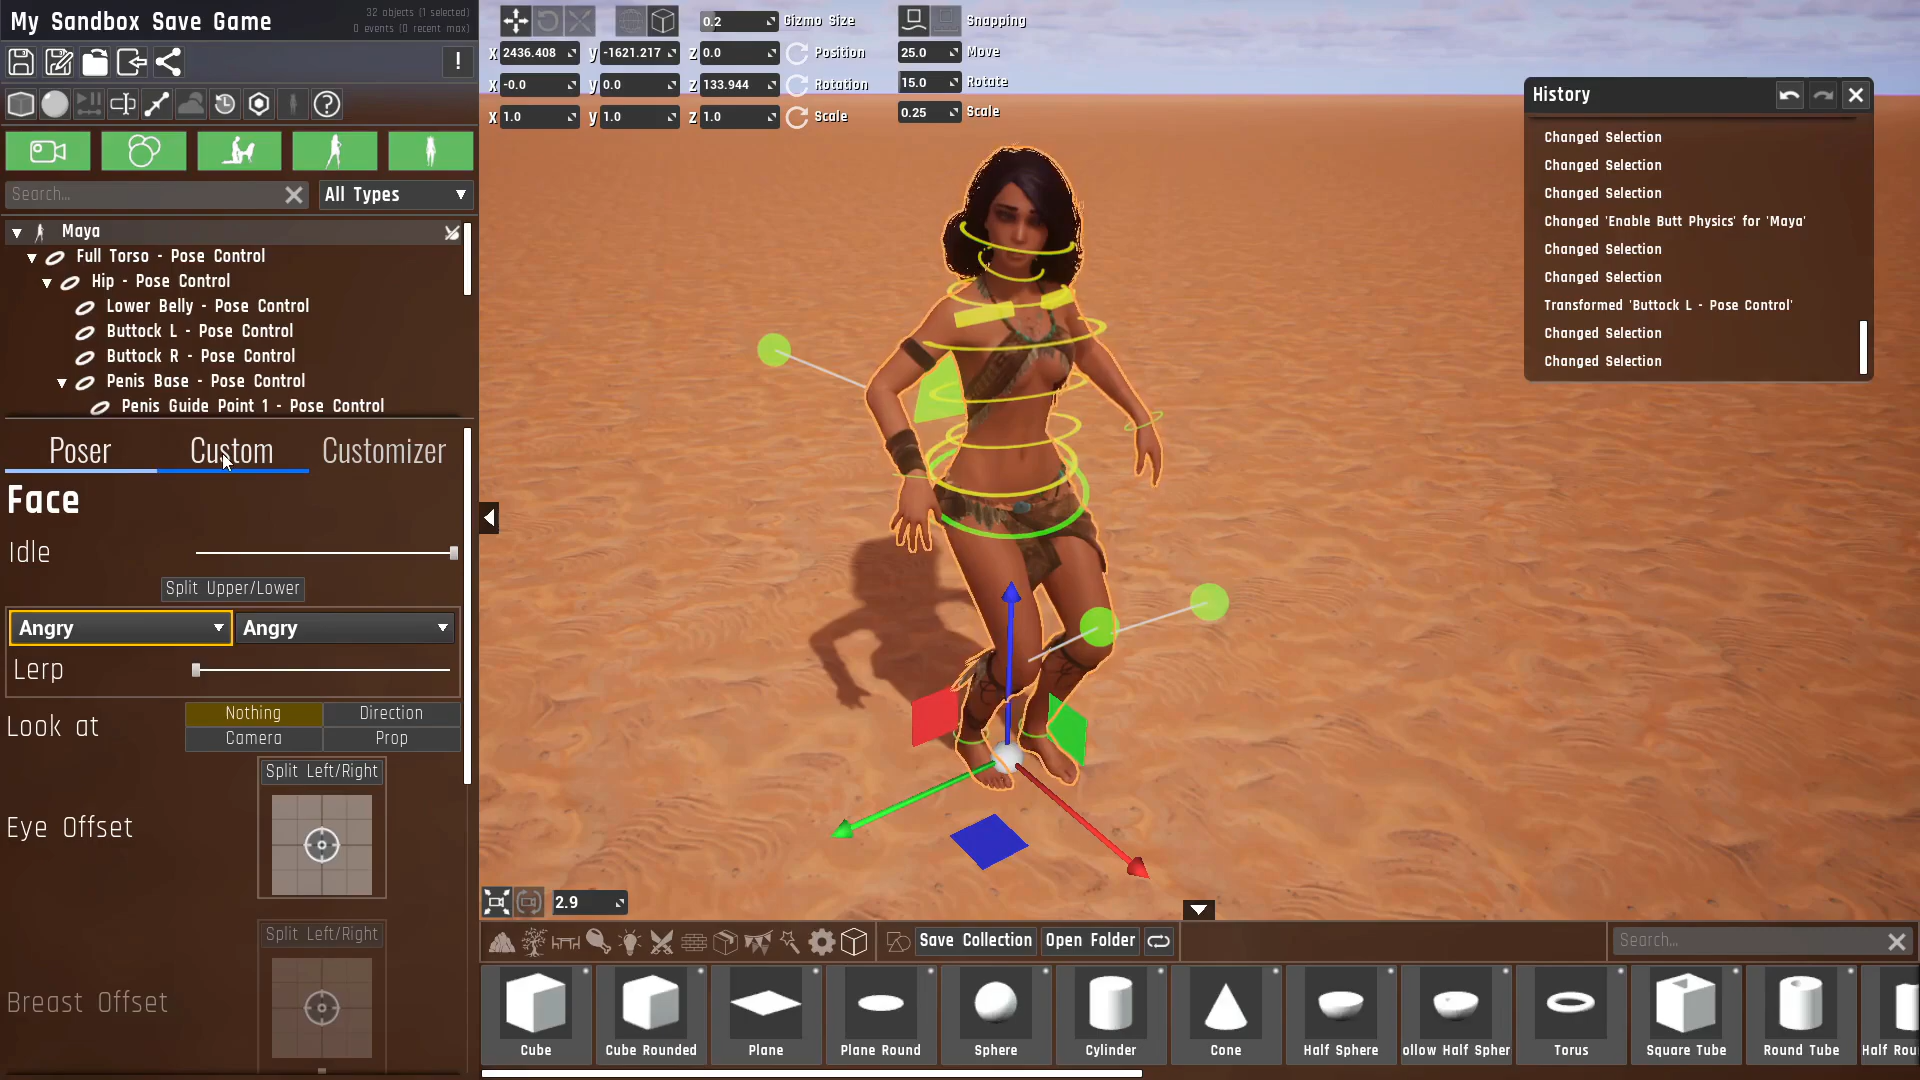 My Sandbox Save Game
32 objects (1 selected)
0 events (0 recent max)
!
Search...
All Types
Maya
Full Torso - Pose Control
Hip - Pose Control
Lower Belly - Pose Control
Buttock L - Pose Control
Buttock R - Pose Control
Penis Base - Pose Control
Penis Guide Point 1 - Pose Control
Poser Custom Customizer
Face
Idle
Split Upper/Lower
Angry Angry
Lerp
Look at
Nothing Direction
Camera Prop
Split Left/Right
Eye Offset
Split Left/Right
Breast Offset
0.2 Gizmo Size Snapping
X 2436.408 y -1621.217 Z 0.0 Position 25.0 Move
X -0.0 y 0.0 Z 133.944 Rotation 15.0 Rotate
X 1.0 y 1.0 Z 1.0 Scale 0.25 Scale
History
Changed Selection
Changed Selection
Changed Selection
Changed 'Enable Butt Physics' for 'Maya'
Changed Selection
Changed Selection
Transformed 'Buttock L - Pose Control'
Changed Selection
Changed Selection
2.9
Save Collection Open Folder
Search...
Cube
Cube Rounded
Plane
Plane Round
Sphere
Cylinder
Cone
Half Sphere
ollow Half Spher
Torus
Square Tube
Round Tube
Half Rou